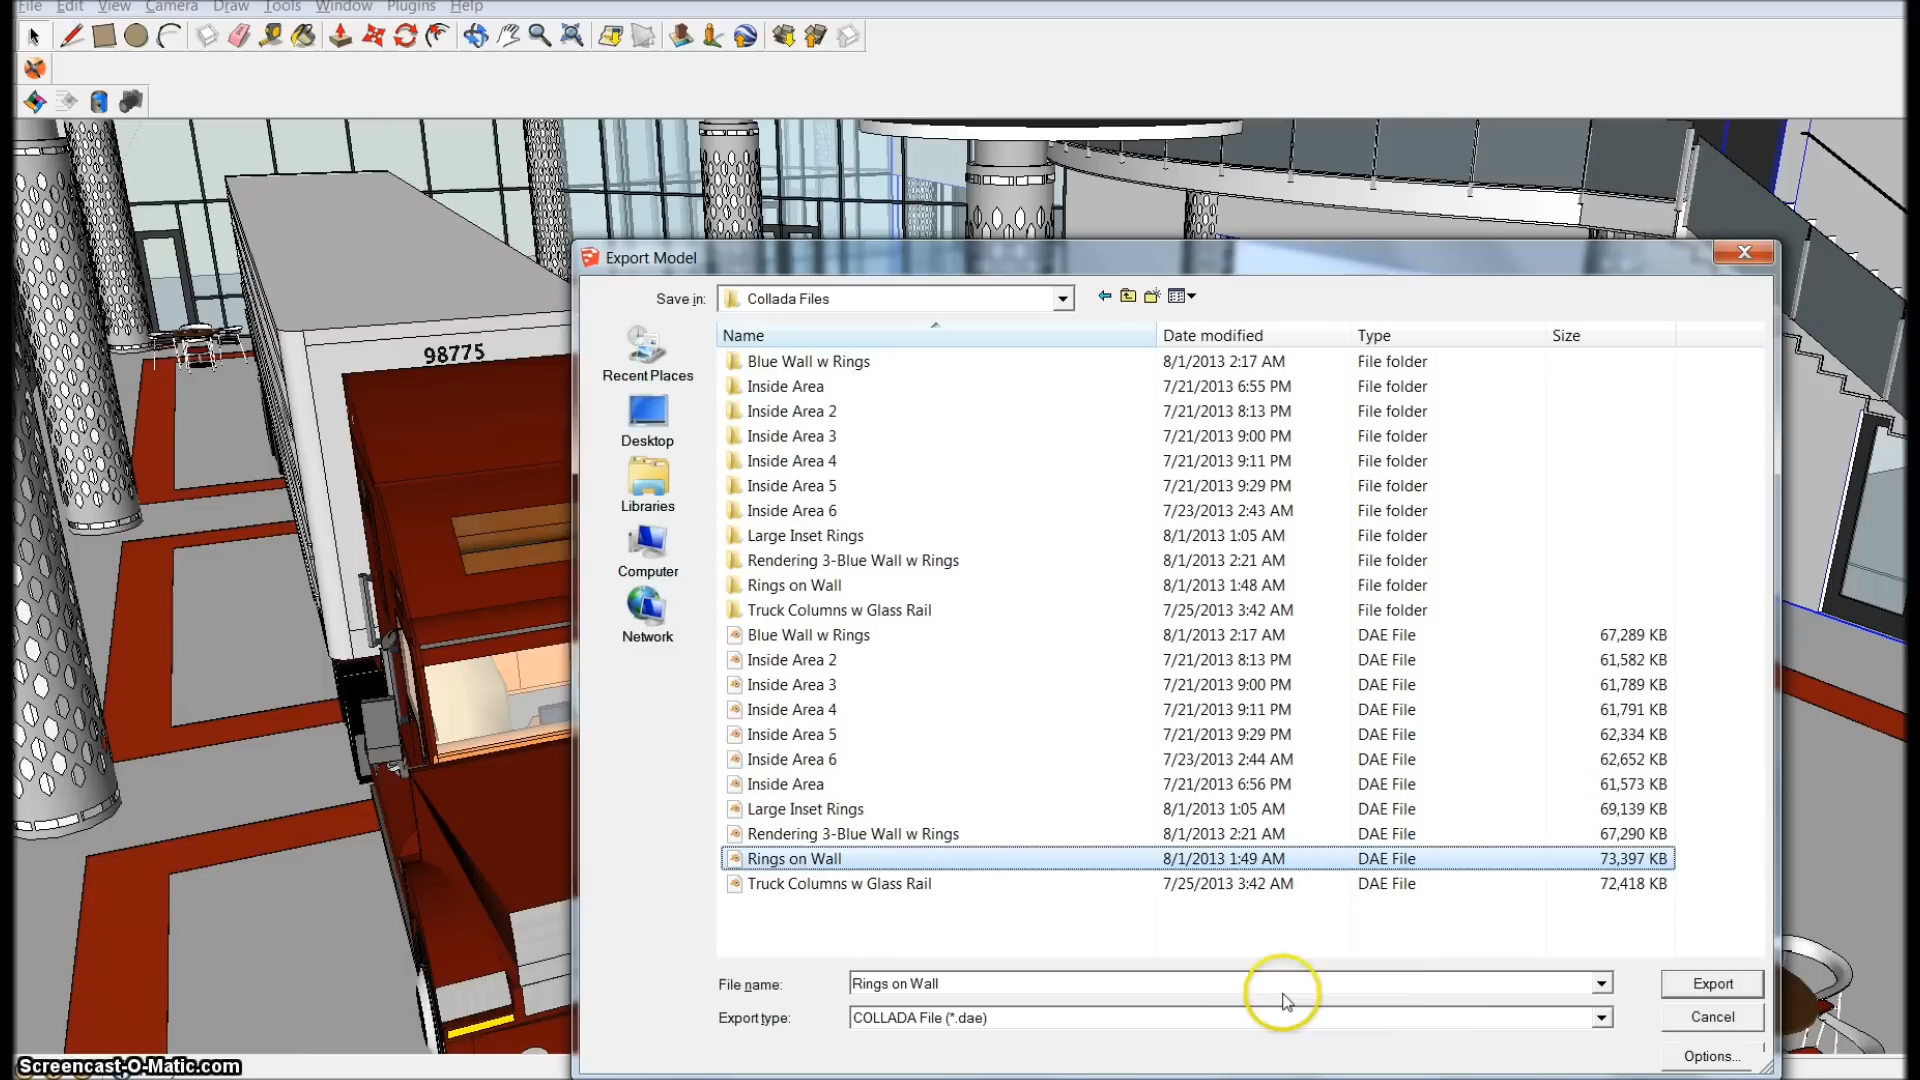 File Edit View Camera Draw Tools Window Plugins Help
98775
Export Model
Save in: Collada Files
Name Date modified Type Size
Recent Places
Desktop
Libraries
Computer
Network
Blue Wall w Rings 8/1/2013 2:17 AM File folder
Inside Area 7/21/2013 6:55 PM File folder
Inside Area 2 7/21/2013 8:13 PM File folder
Inside Area 3 7/21/2013 9:00 PM File folder
Inside Area 4 7/21/2013 9:11 PM File folder
Inside Area 5 7/21/2013 9:29 PM File folder
Inside Area 6 7/23/2013 2:43 AM File folder
Large Inset Rings 8/1/2013 1:05 AM File folder
Rendering 3-Blue Wall w Rings 8/1/2013 2:21 AM File folder
Rings on Wall 8/1/2013 1:48 AM File folder
Truck Columns w Glass Rail 7/25/2013 3:42 AM File folder
Blue Wall w Rings 8/1/2013 2:17 AM DAE File 67,289 KB
Inside Area 2 7/21/2013 8:13 PM DAE File 61,582 KB
Inside Area 3 7/21/2013 9:00 PM DAE File 61,789 KB
Inside Area 4 7/21/2013 9:11 PM DAE File 61,791 KB
Inside Area 5 7/21/2013 9:29 PM DAE File 62,334 KB
Inside Area 6 7/23/2013 2:44 AM DAE File 62,652 KB
Inside Area 7/21/2013 6:56 PM DAE File 61,573 KB
Large Inset Rings 8/1/2013 1:05 AM DAE File 69,139 KB
Rendering 3-Blue Wall w Rings 8/1/2013 2:21 AM DAE File 67,290 KB
Rings on Wall 8/1/2013 1:49 AM DAE File 73,397 KB
Truck Columns w Glass Rail 7/25/2013 3:42 AM DAE File 72,418 KB
File name: Rings on Wall Export
Export type: COLLADA File (*.dae) Cancel
Options...
Screencast-O-Matic.com